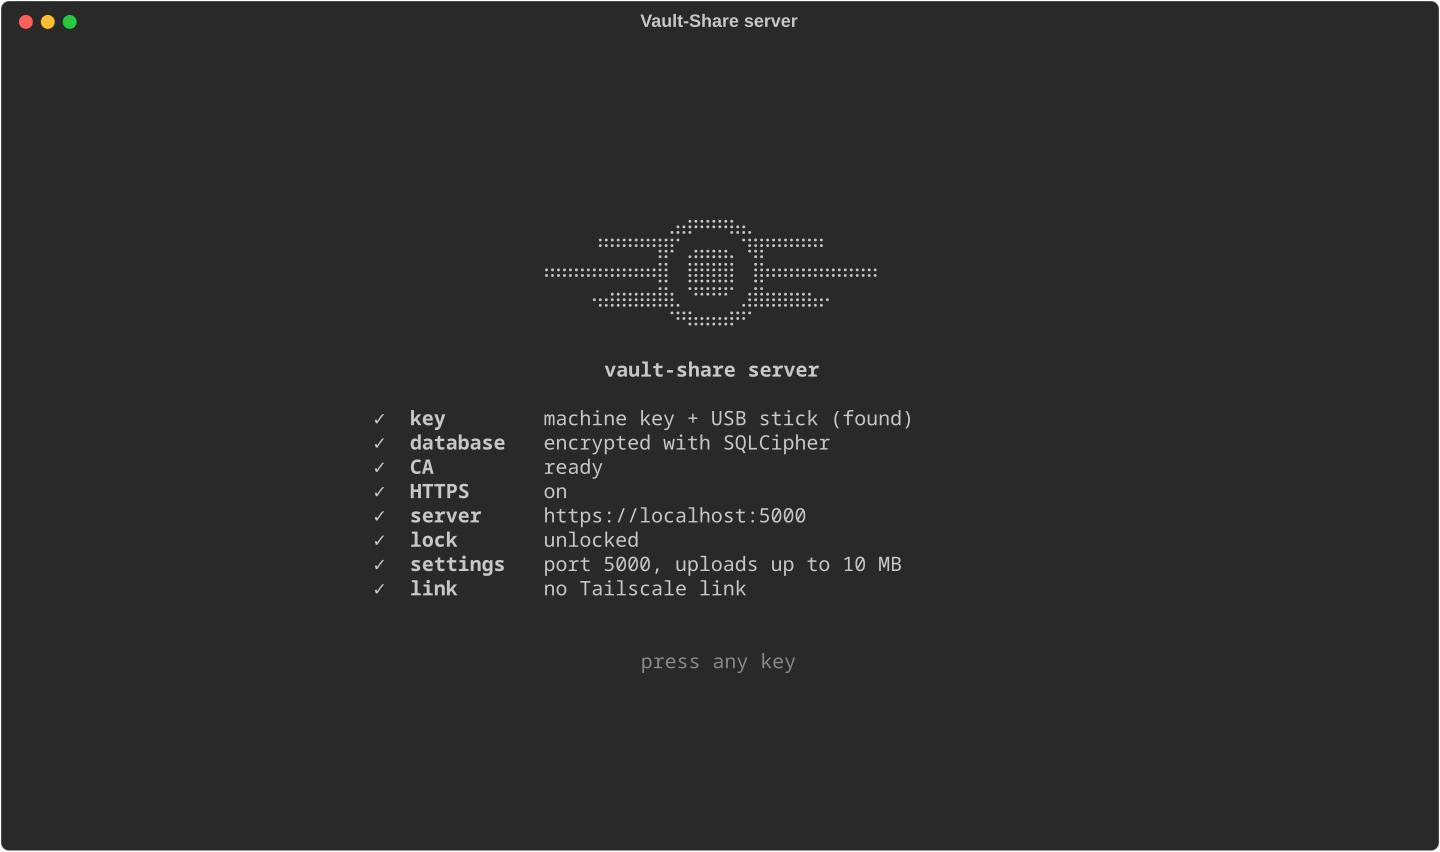 Vault-Share server
vault-share server
✓ key machine key + USB stick (found)
✓ database encrypted with SQLCipher
✓ CA ready
✓ HTTPS on
✓ server https://localhost:5000
✓ lock unlocked
✓ settings port 5000, uploads up to 10 MB
✓ link no Tailscale link
press any key